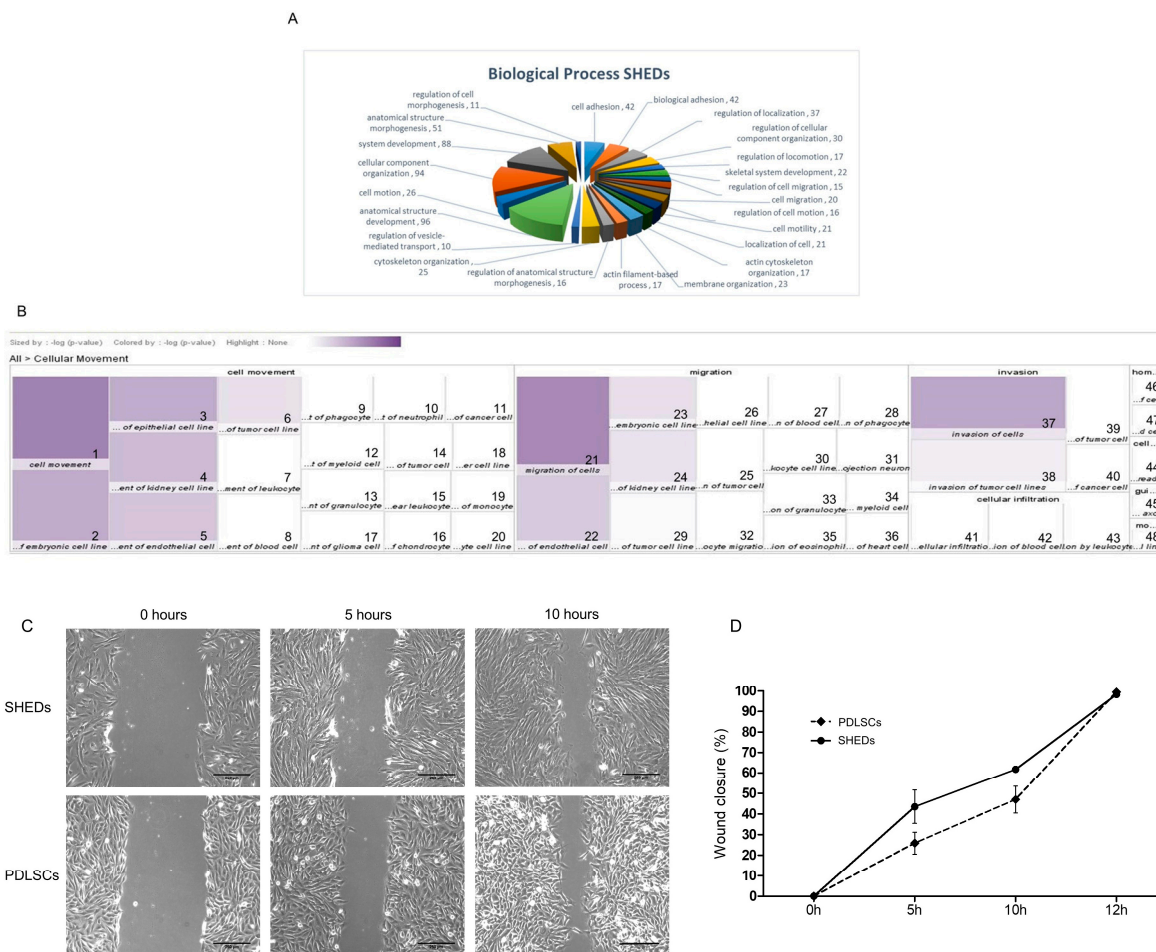 A
Biological Process SHEDs
regulation of cell
morphogenesis , 11
cell adhesion , 42
biological adhesion , 42
anatomical structure
morphogenesis , 51
regulation of localization , 37
regulation of cellular
component organization , 30
system development , 88
regulation of locomotion , 17
cellular component
organization , 94
skeletal system development , 22
regulation of cell migration , 15
cell motion , 26
cell migration , 20
regulation of cell motion , 16
anatomical structure
development , 96
cell motility , 21
regulation of vesicle-
mediated transport , 10
localization of cell , 21
cytoskeleton organization ,
25
actin cytoskeleton
organization , 17
regulation of anatomical structure
morphogenesis , 16
actin filament-based
process , 17
membrane organization , 23
B
Sized by : -log (p-value) Colored by : -log (p-value) Highlight : None
All > Cellular Movement
cell movement
1
cell movement
2
...f embryonic cell line
3
... of epithelial cell line
4
...ent of kidney cell line
5
...ent of endothelial cell
6
...of tumor cell line
7
...ment of leukocyte
8
...ent of blood cell
9
...t of phagocyte
10
...t of neutrophil
11
...of cancer cell
12
...t of myeloid cell
13
...nt of granulocyte
14
...of tumor cell
15
...ear leukocyte
16
...f chondrocyte
17
...nt of glioma cell
18
...er cell line
19
...of monocyte
20
...yte cell line
migration
21
migration of cells
22
... of endothelial cell
23
...embryonic cell line
24
...of kidney cell line
25
...n of tumor cell
26
...helial cell line
27
...n of blood cell
28
...n of phagocyte
29
...of tumor cell line
30
...kocyte cell line
31
...ojection neuron
32
...ocyte migratio...
33
...on of granulocyte
34
... myeloid cell
35
...ion of eosinophil
36
...of heart cell
invasion
37
invasion of cells
38
invasion of tumor cell lines
39
...of tumor cell
40
...f cancer cell
cellular infiltration
41
...ellular infiltratio...
42
...ion of blood cell
43
...on by leukocyte
hom...
46
...f ce
47
...d ce
cell...
44
...read
gui...
45
... axo
mo...
48
...l lin
C
0 hours 5 hours 10 hours
SHEDs
PDLSCs
D
Wound closure (%)
100
90
80
70
60
50
40
30
20
10
0
PDLSCs
SHEDs
0h 5h 10h 12h